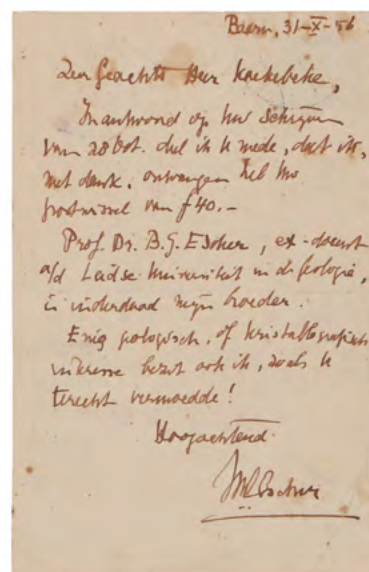 Baarn, 31-X-56
Zeer Geachte Heer Koekebeke,
In antwoord op Uw schrijven
van 28 Oct. deel ik U mede, dat ik,
met dank, ontvangen heb Uw
postwissel van f 40.-
Prof. Dr. B.G. Escher, ex-docent
a/d Leidse Universiteit in de geologie,
is inderdaad mijn broeder.
Enig geologisch, of kristallografisch
interesse bezit ook ik, zoals U
terecht vermoedde!
Hoogachtend
MCEscher